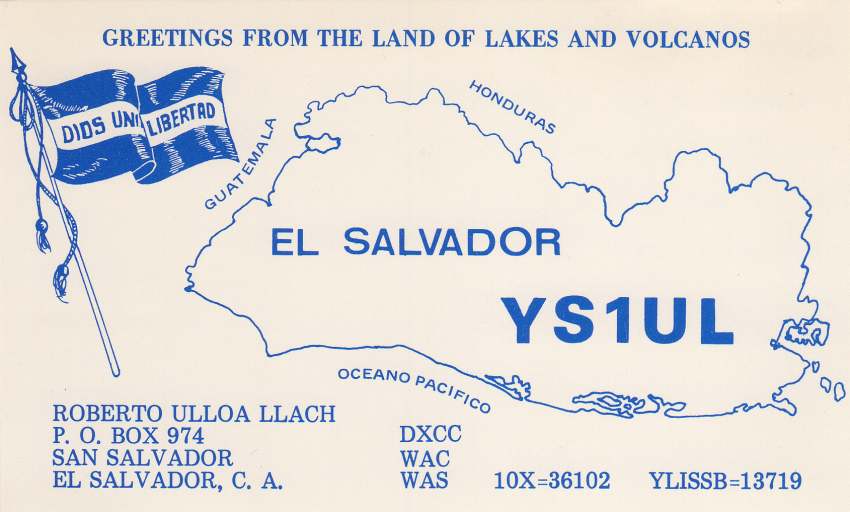 GREETINGS FROM THE LAND OF LAKES AND VOLCANOS
DIOS UNI LIBERTAD
GUATEMALA
HONDURAS
EL SALVADOR
YS1UL
OCEANO PACIFICO
ROBERTO ULLOA LLACH
P. O. BOX 974
SAN SALVADOR
EL SALVADOR, C. A.
DXCC
WAC
WAS 10X=36102 YLISSB=13719